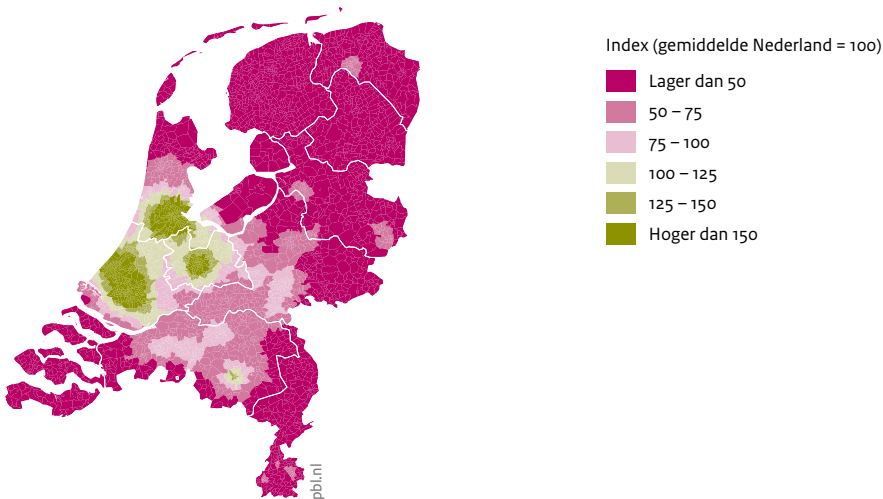 Index (gemiddelde Nederland = 100)
Lager dan 50
50 – 75
75 – 100
100 – 125
125 – 150
Hoger dan 150
pbl.nl